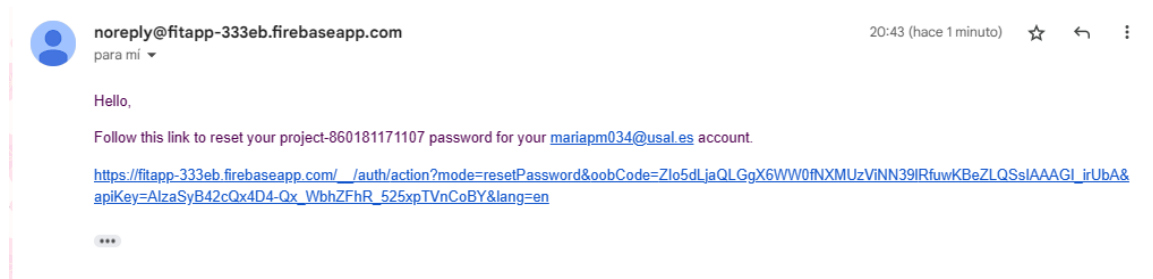 noreply@fitapp-333eb.firebaseapp.com
20:43 (hace 1 minuto)
para mí
Hello,
Follow this link to reset your project-860181171107 password for your mariapm034@usal.es account.
https://fitapp-333eb.firebaseapp.com/__/auth/action?mode=resetPassword&oobCode=ZIo5dLjaQLGgX6WW0fNXMUzViNN39lRfuwKBeZLQSsIAAAGI_irUbA&
apiKey=AIzaSyB42cQx4D4-Qx_WbhZFhR_525xpTVnCoBY&lang=en